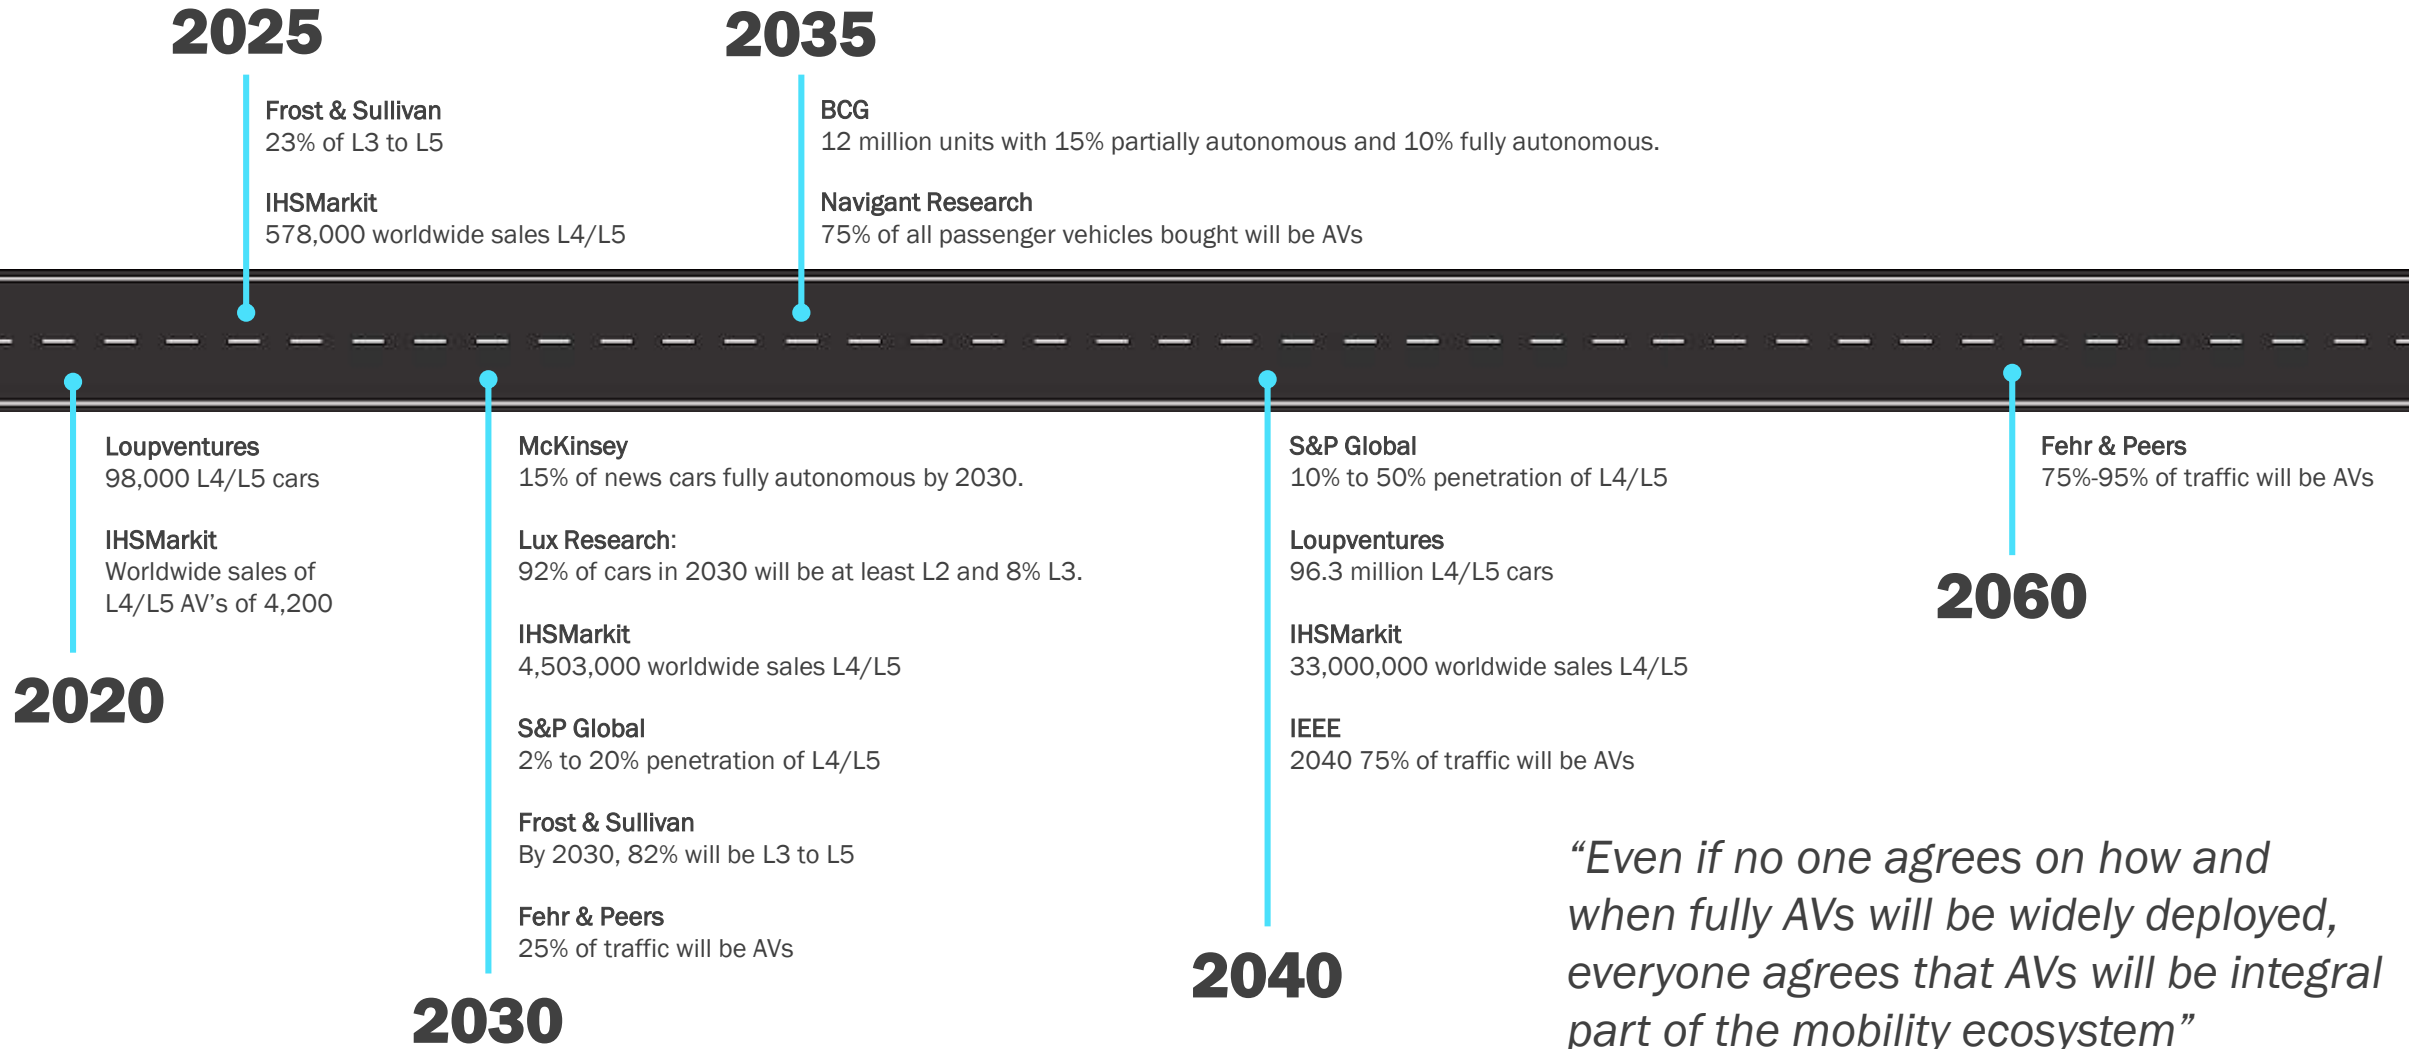 2025
Frost & Sullivan
23% of L3 to L5
IHSMarkit
578,000 worldwide sales L4/L5
2035
BCG
12 million units with 15% partially autonomous and 10% fully autonomous.
Navigant Research
75% of all passenger vehicles bought will be AVs
Loupventures
98,000 L4/L5 cars
IHSMarkit
Worldwide sales of
L4/L5 AV’s of 4,200
2020
McKinsey
15% of news cars fully autonomous by 2030.
Lux Research:
92% of cars in 2030 will be at least L2 and 8% L3.
IHSMarkit
4,503,000 worldwide sales L4/L5
S&P Global
2% to 20% penetration of L4/L5
Frost & Sullivan
By 2030, 82% will be L3 to L5
Fehr & Peers
25% of traffic will be AVs
2030
S&P Global
10% to 50% penetration of L4/L5
Loupventures
96.3 million L4/L5 cars
IHSMarkit
33,000,000 worldwide sales L4/L5
IEEE
2040 75% of traffic will be AVs
2040
Fehr & Peers
75%-95% of traffic will be AVs
2060
“Even if no one agrees on how and
when fully AVs will be widely deployed,
everyone agrees that AVs will be integral
part of the mobility ecosystem”